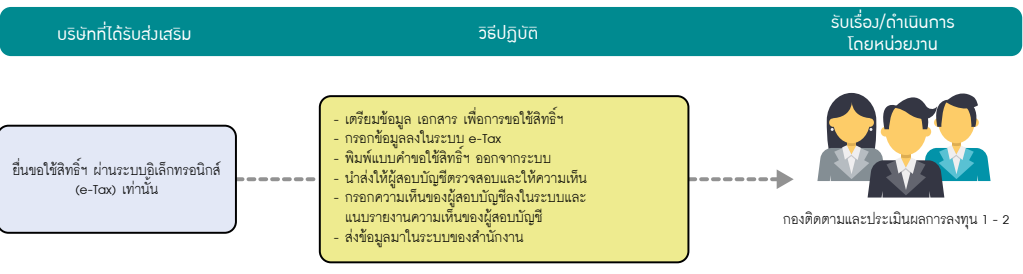 บริษัทที่ได้รับส่งเสริม
วิธีปฏิบัติ
รับเรื่อง/ดำเนินการ
โดยหน่วยงาน
ยื่นขอใช้สิทธิ์ฯ ผ่านระบบอิเล็กทรอนิกส์
(e-Tax) เท่านั้น
- เตรียมข้อมูล เอกสาร เพื่อการขอใช้สิทธิ์ฯ
- กรอกข้อมูลลงในระบบ e-Tax
- พิมพ์แบบคำขอใช้สิทธิ์ฯ ออกจากระบบ
- นำส่งให้ผู้สอบบัญชีตรวจสอบและให้ความเห็น
- กรอกความเห็นของผู้สอบบัญชีลงในระบบและ
แนบรายงานความเห็นของผู้สอบบัญชี
- ส่งข้อมูลมาในระบบของสำนักงาน
กองติดตามและประเมินผลการลงทุน 1 - 2